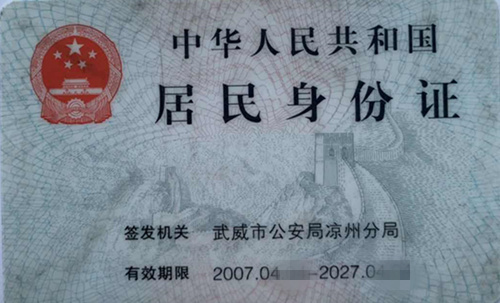 中华人民共和国
居民身份证
签发机关 武威市公安局凉州分局
有效期限 2007.04 -2027.0